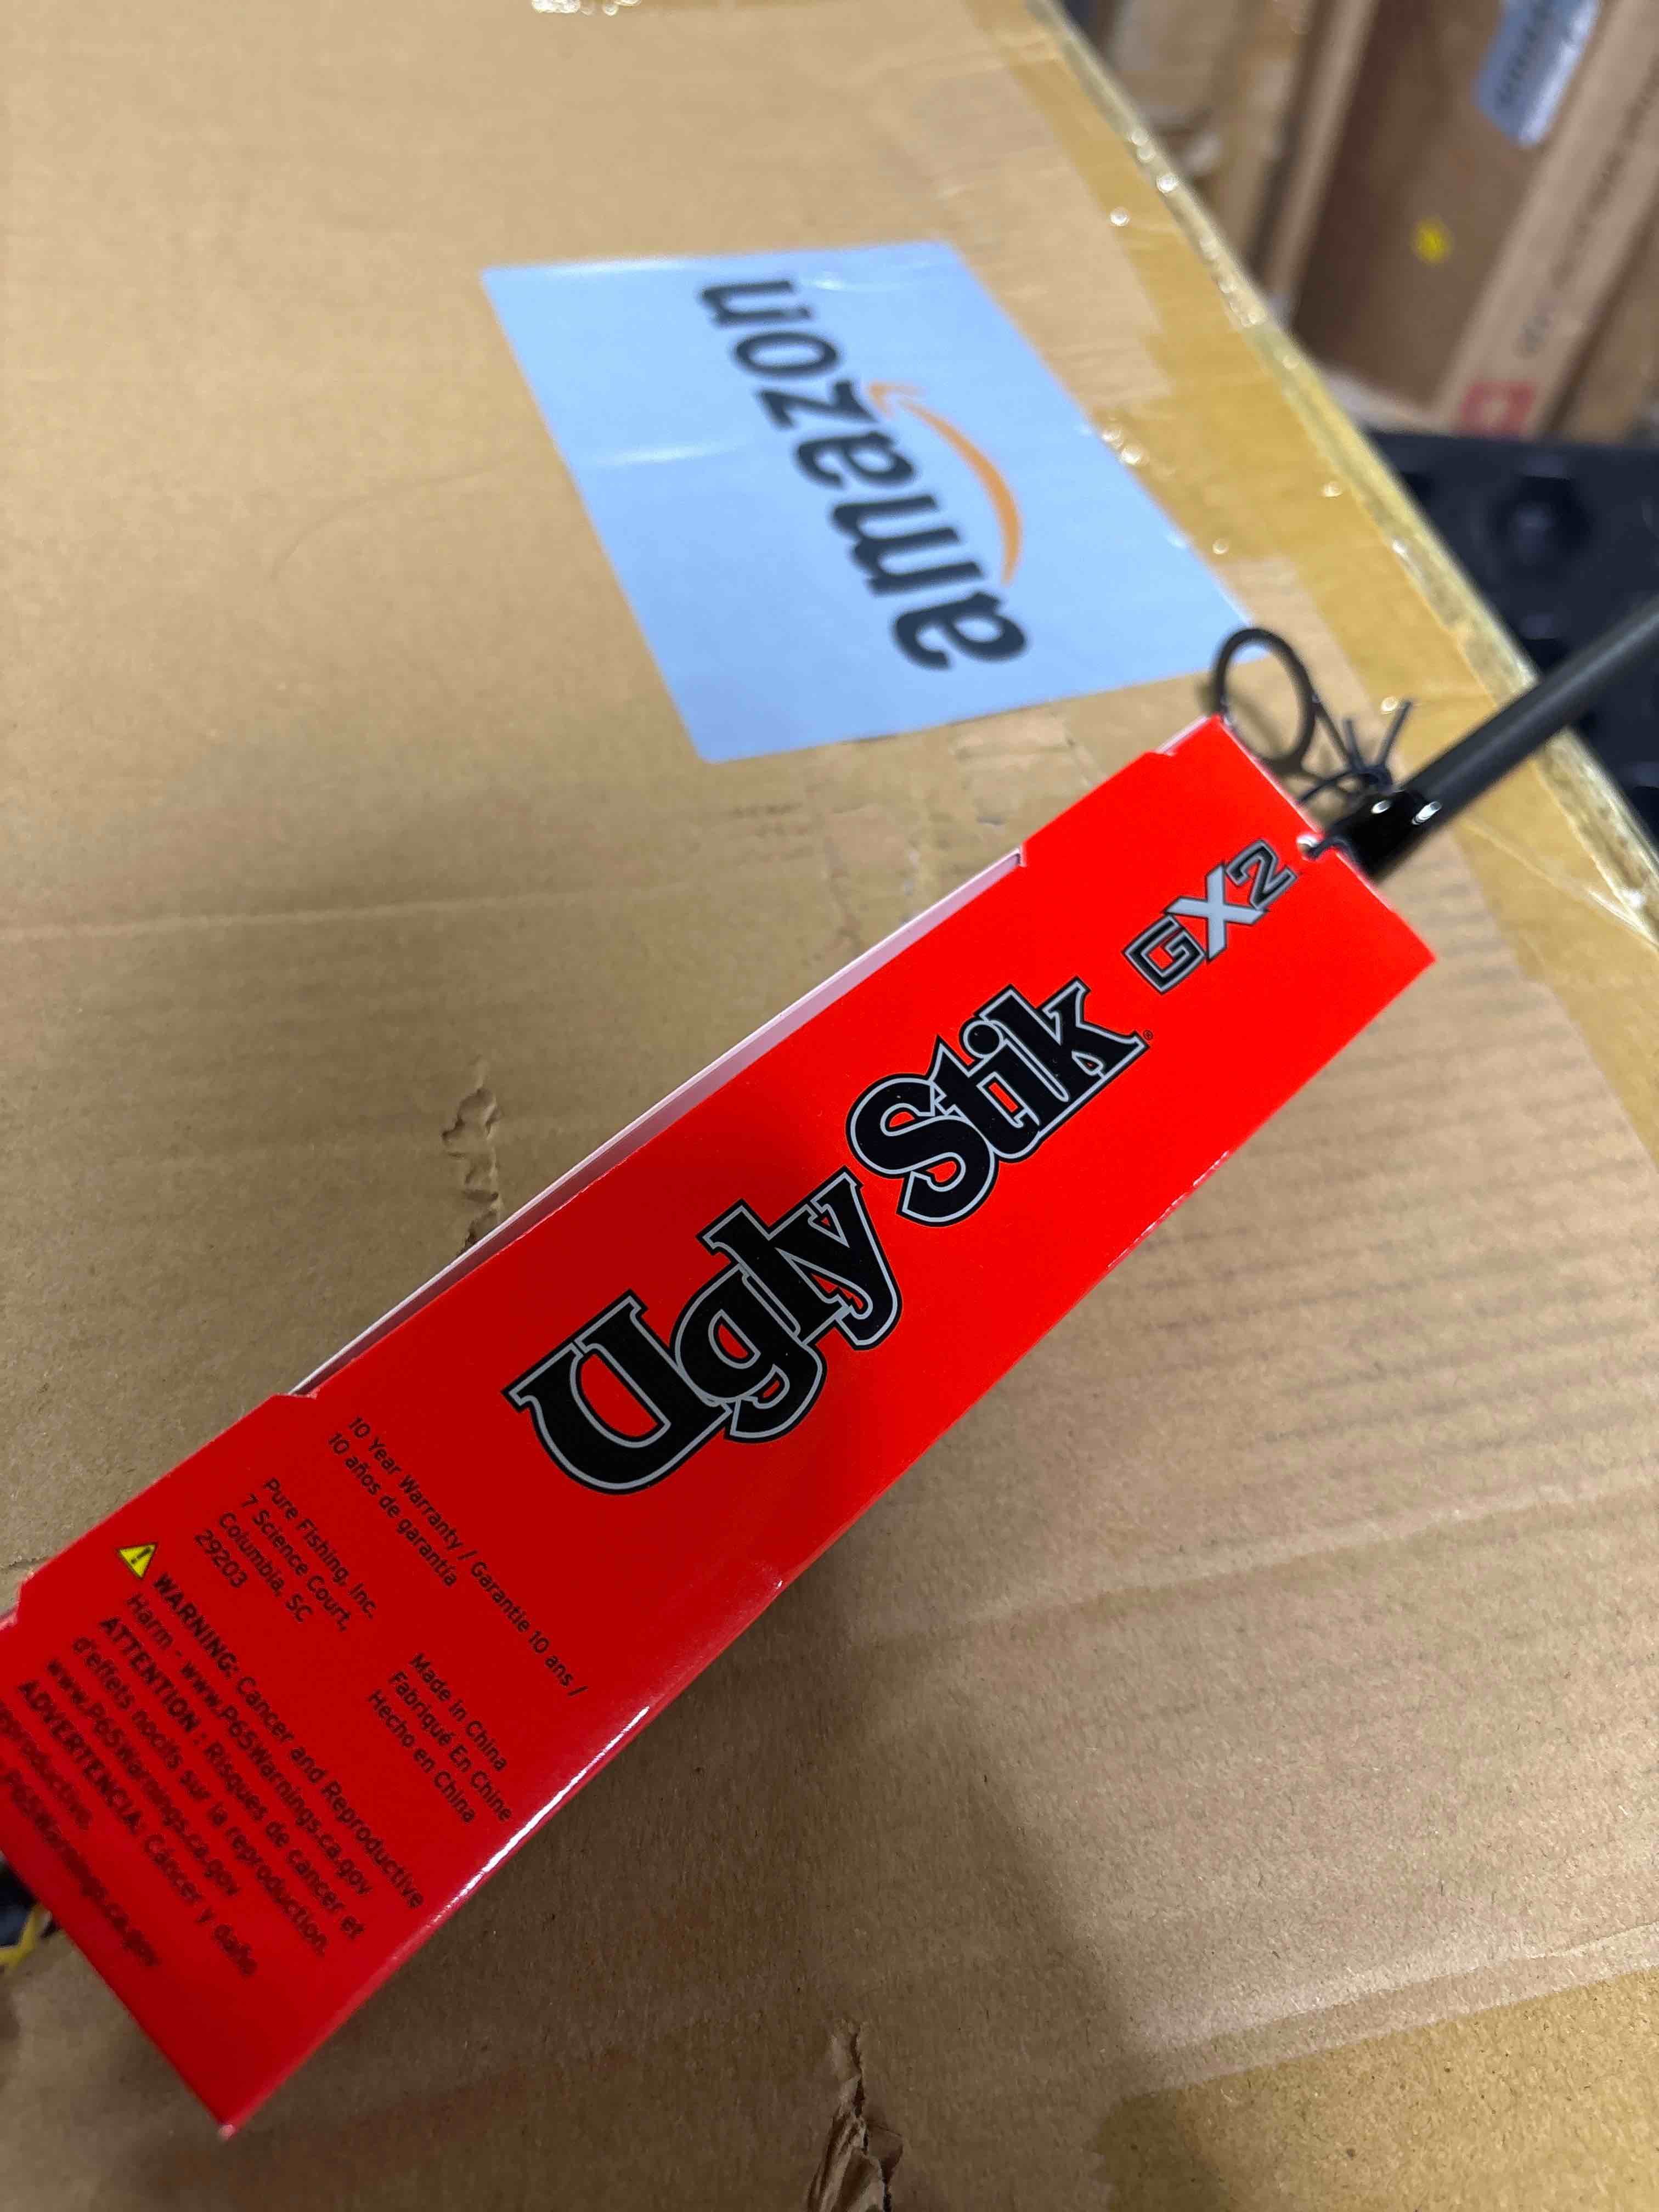 amazon
Ugly Stik®
GX2
10 Year Warranty / Garantie 10 ans /
10 años de garantía
Pure Fishing, Inc.
7 Science Court,
Columbia, SC
29203
Made in China
Fabriqué En Chine
Hecho en China
WARNING: Cancer and Reproductive
Harm - www.P65Warnings.ca.gov
ATTENTION : Risques de cancer et
d'effets nocifs sur la reproduction.
www.P65Warnings.ca.gov
ADVERTENCIA: Cáncer y daño